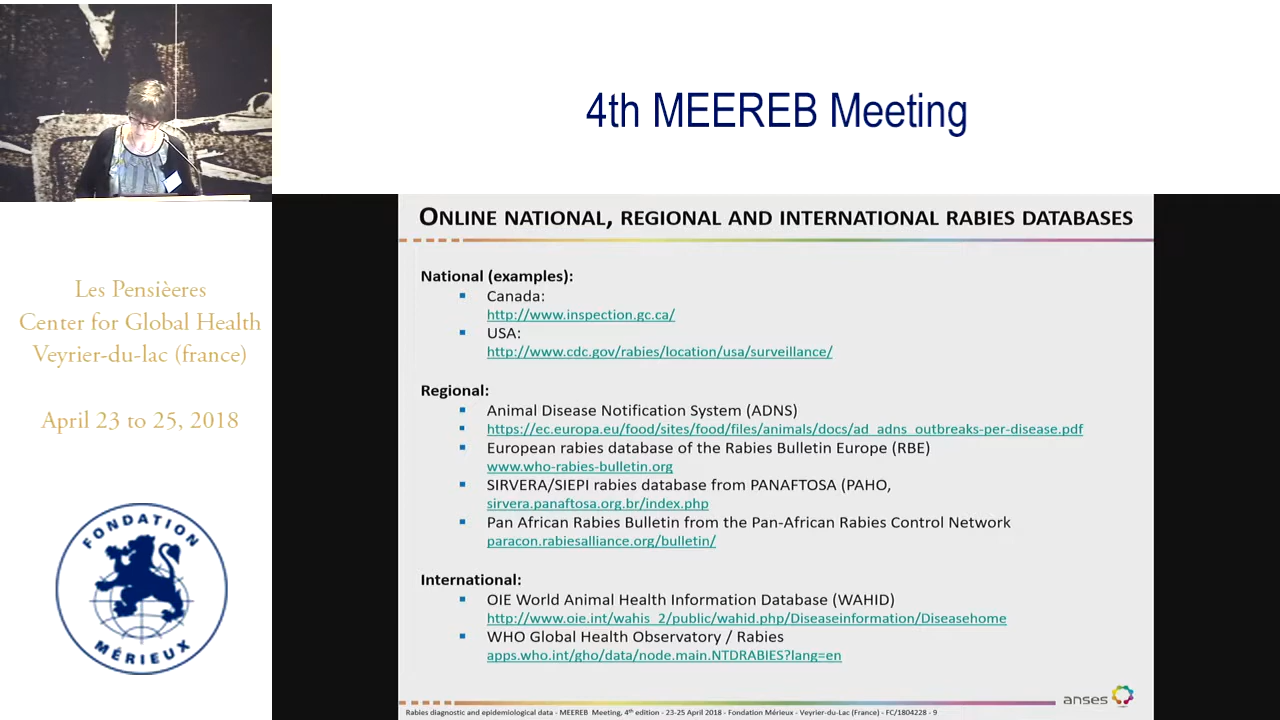 4th MEEREB Meeting
Les Pensièeres
Center for Global Health
Veyrier-du-lac (france)
April 23 to 25, 2018
FONDATION
MÉRIEUX
ONLINE NATIONAL, REGIONAL AND INTERNATIONAL RABIES DATABASES
National (examples):
Canada:
http://www.inspection.gc.ca/
USA:
http://www.cdc.gov/rabies/location/usa/surveillance/
Regional:
Animal Disease Notification System (ADNS)
https://ec.europa.eu/food/sites/food/files/animals/docs/ad_adns_outbreaks-per-disease.pdf
European rabies database of the Rabies Bulletin Europe (RBE)
www.who-rabies-bulletin.org
SIRVERA/SIEPI rabies database from PANAFTOSA (PAHO,
sirvera.panaftosa.org.br/index.php
Pan African Rabies Bulletin from the Pan-African Rabies Control Network
paracon.rabiesalliance.org/bulletin/
International:
OIE World Animal Health Information Database (WAHID)
http://www.oie.int/wahis_2/public/wahid.php/Diseaseinformation/Diseasehome
WHO Global Health Observatory / Rabies
apps.who.int/gho/data/node.main.NTDRABIES?lang=en
anses
Rabies diagnostic and epidemiological data - MEEREB Meeting, 4th edition - 23-25 April 2018 - Fondation Mérieux - Veyrier-du-Lac (France) - FC/1804228 - 9